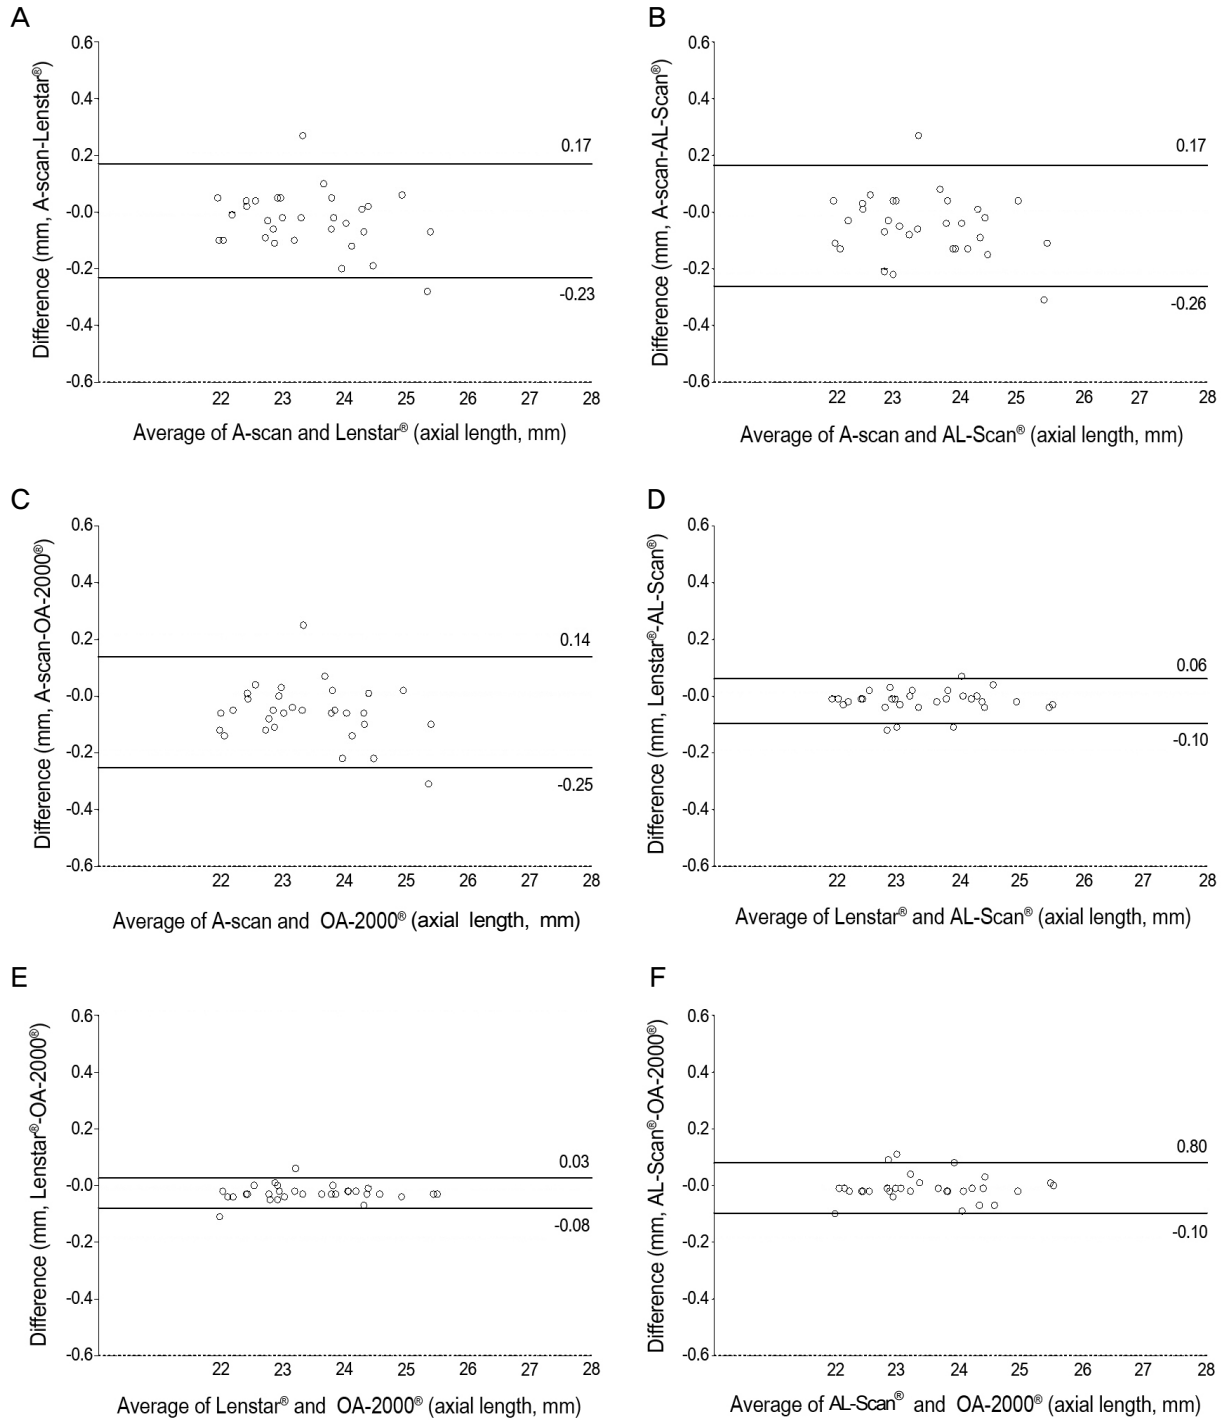 A
Difference (mm, A-scan-Lenstar®)
0.6
0.4
0.2
-0.0
-0.2
-0.4
-0.6
0.17
-0.23
22 23 24 25 26 27 28
Average of A-scan and Lenstar® (axial length, mm)
B
Difference (mm, A-scan-AL-Scan®)
0.6
0.4
0.2
-0.0
-0.2
-0.4
-0.6
0.17
-0.26
22 23 24 25 26 27 28
Average of A-scan and AL-Scan® (axial length, mm)
C
Difference (mm, A-scan-OA-2000®)
0.6
0.4
0.2
-0.0
-0.2
-0.4
-0.6
0.14
-0.25
22 23 24 25 26 27 28
Average of A-scan and OA-2000® (axial length, mm)
D
Difference (mm, Lenstar®-AL-Scan®)
0.6
0.4
0.2
-0.0
-0.2
-0.4
-0.6
0.06
-0.10
22 23 24 25 26 27 28
Average of Lenstar® and AL-Scan® (axial length, mm)
E
Difference (mm, Lenstar®-OA-2000®)
0.6
0.4
0.2
-0.0
-0.2
-0.4
-0.6
0.03
-0.08
22 23 24 25 26 27 28
Average of Lenstar® and OA-2000® (axial length, mm)
F
Difference (mm, AL-Scan®-OA-2000®)
0.6
0.4
0.2
-0.0
-0.2
-0.4
-0.6
0.80
-0.10
22 23 24 25 26 27 28
Average of AL-Scan® and OA-2000® (axial length, mm)